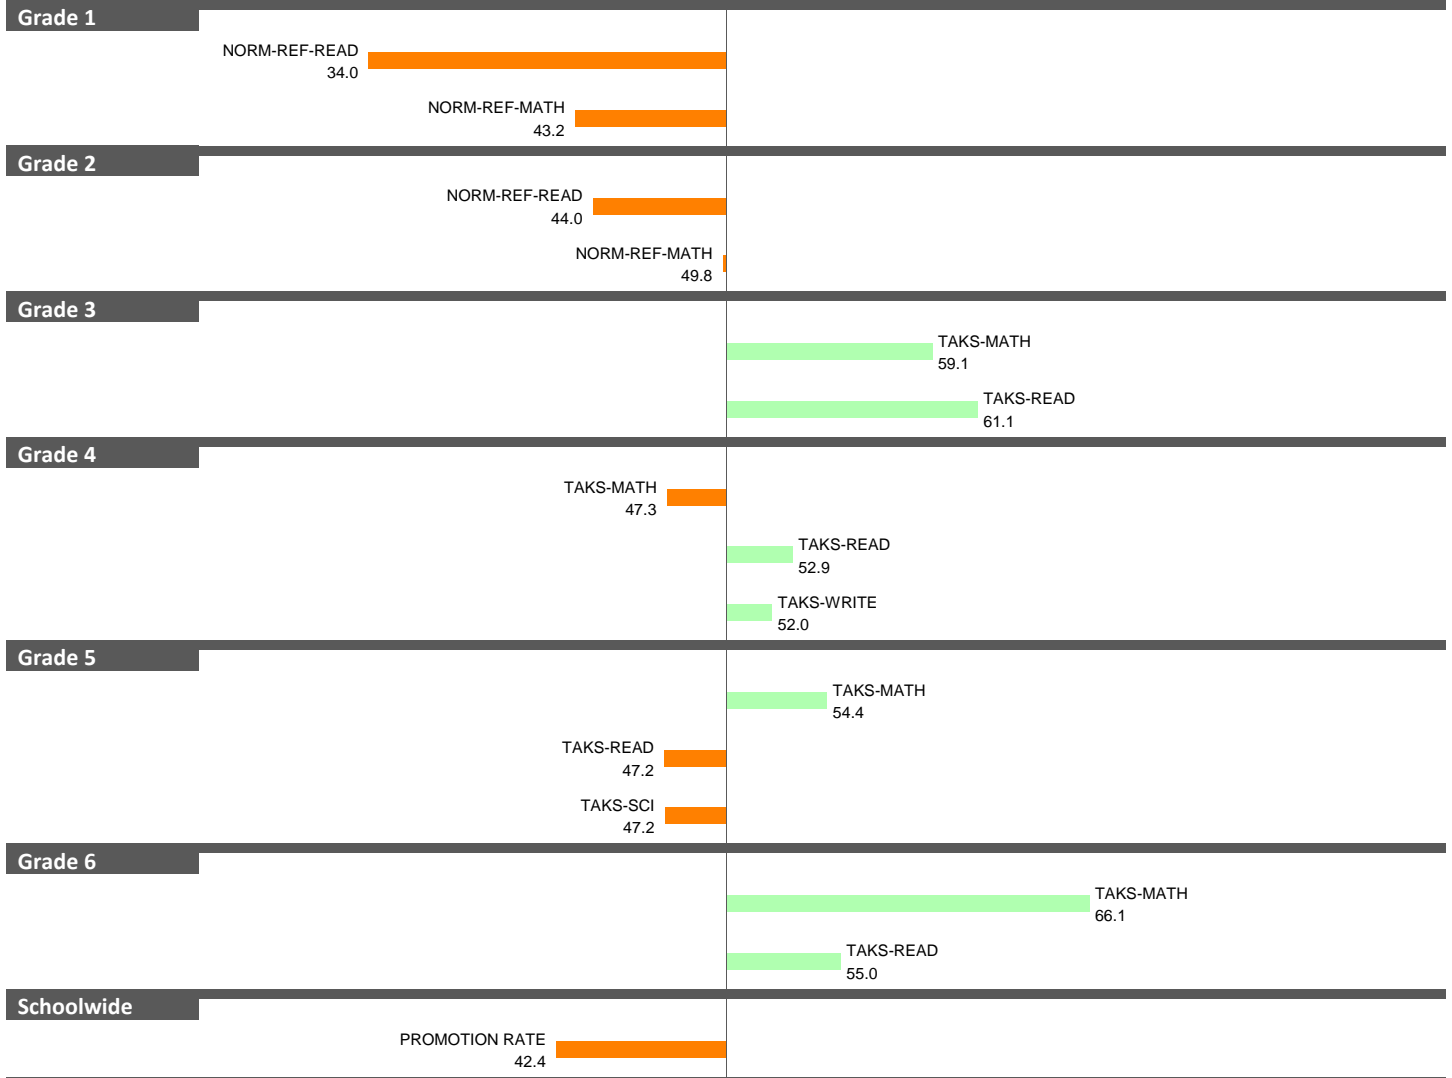 Grade 1
NORM-REF-READ
34.0
NORM-REF-MATH
43.2
Grade 2
NORM-REF-READ
44.0
NORM-REF-MATH
49.8
Grade 3
TAKS-MATH
59.1
TAKS-READ
61.1
Grade 4
TAKS-MATH
47.3
TAKS-READ
52.9
TAKS-WRITE
52.0
Grade 5
TAKS-MATH
54.4
TAKS-READ
47.2
TAKS-SCI
47.2
Grade 6
TAKS-MATH
66.1
TAKS-READ
55.0
Schoolwide
PROMOTION RATE
42.4